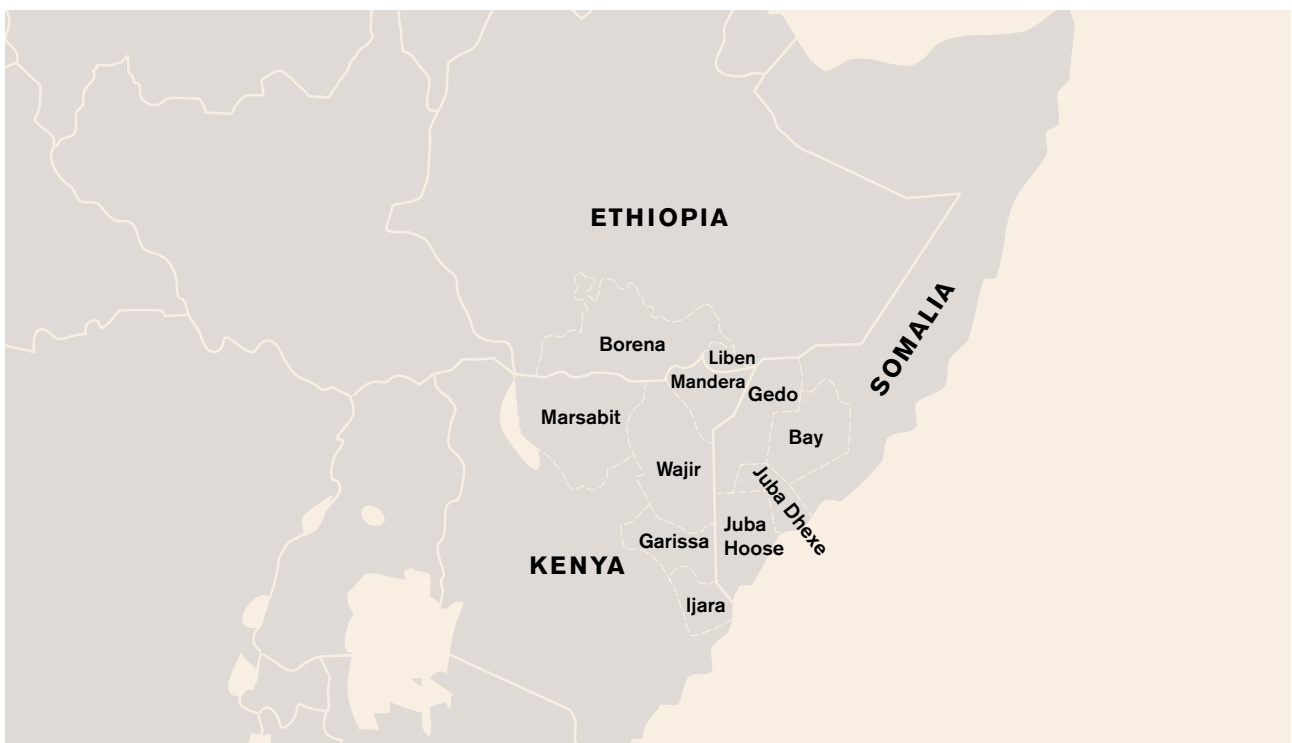 ETHIOPIA
SOMALIA
Borena
Liben
Mandera
Gedo
Marsabit
Bay
Wajir
Juba Dhexe
Juba
Hoose
Garissa
KENYA
Ijara